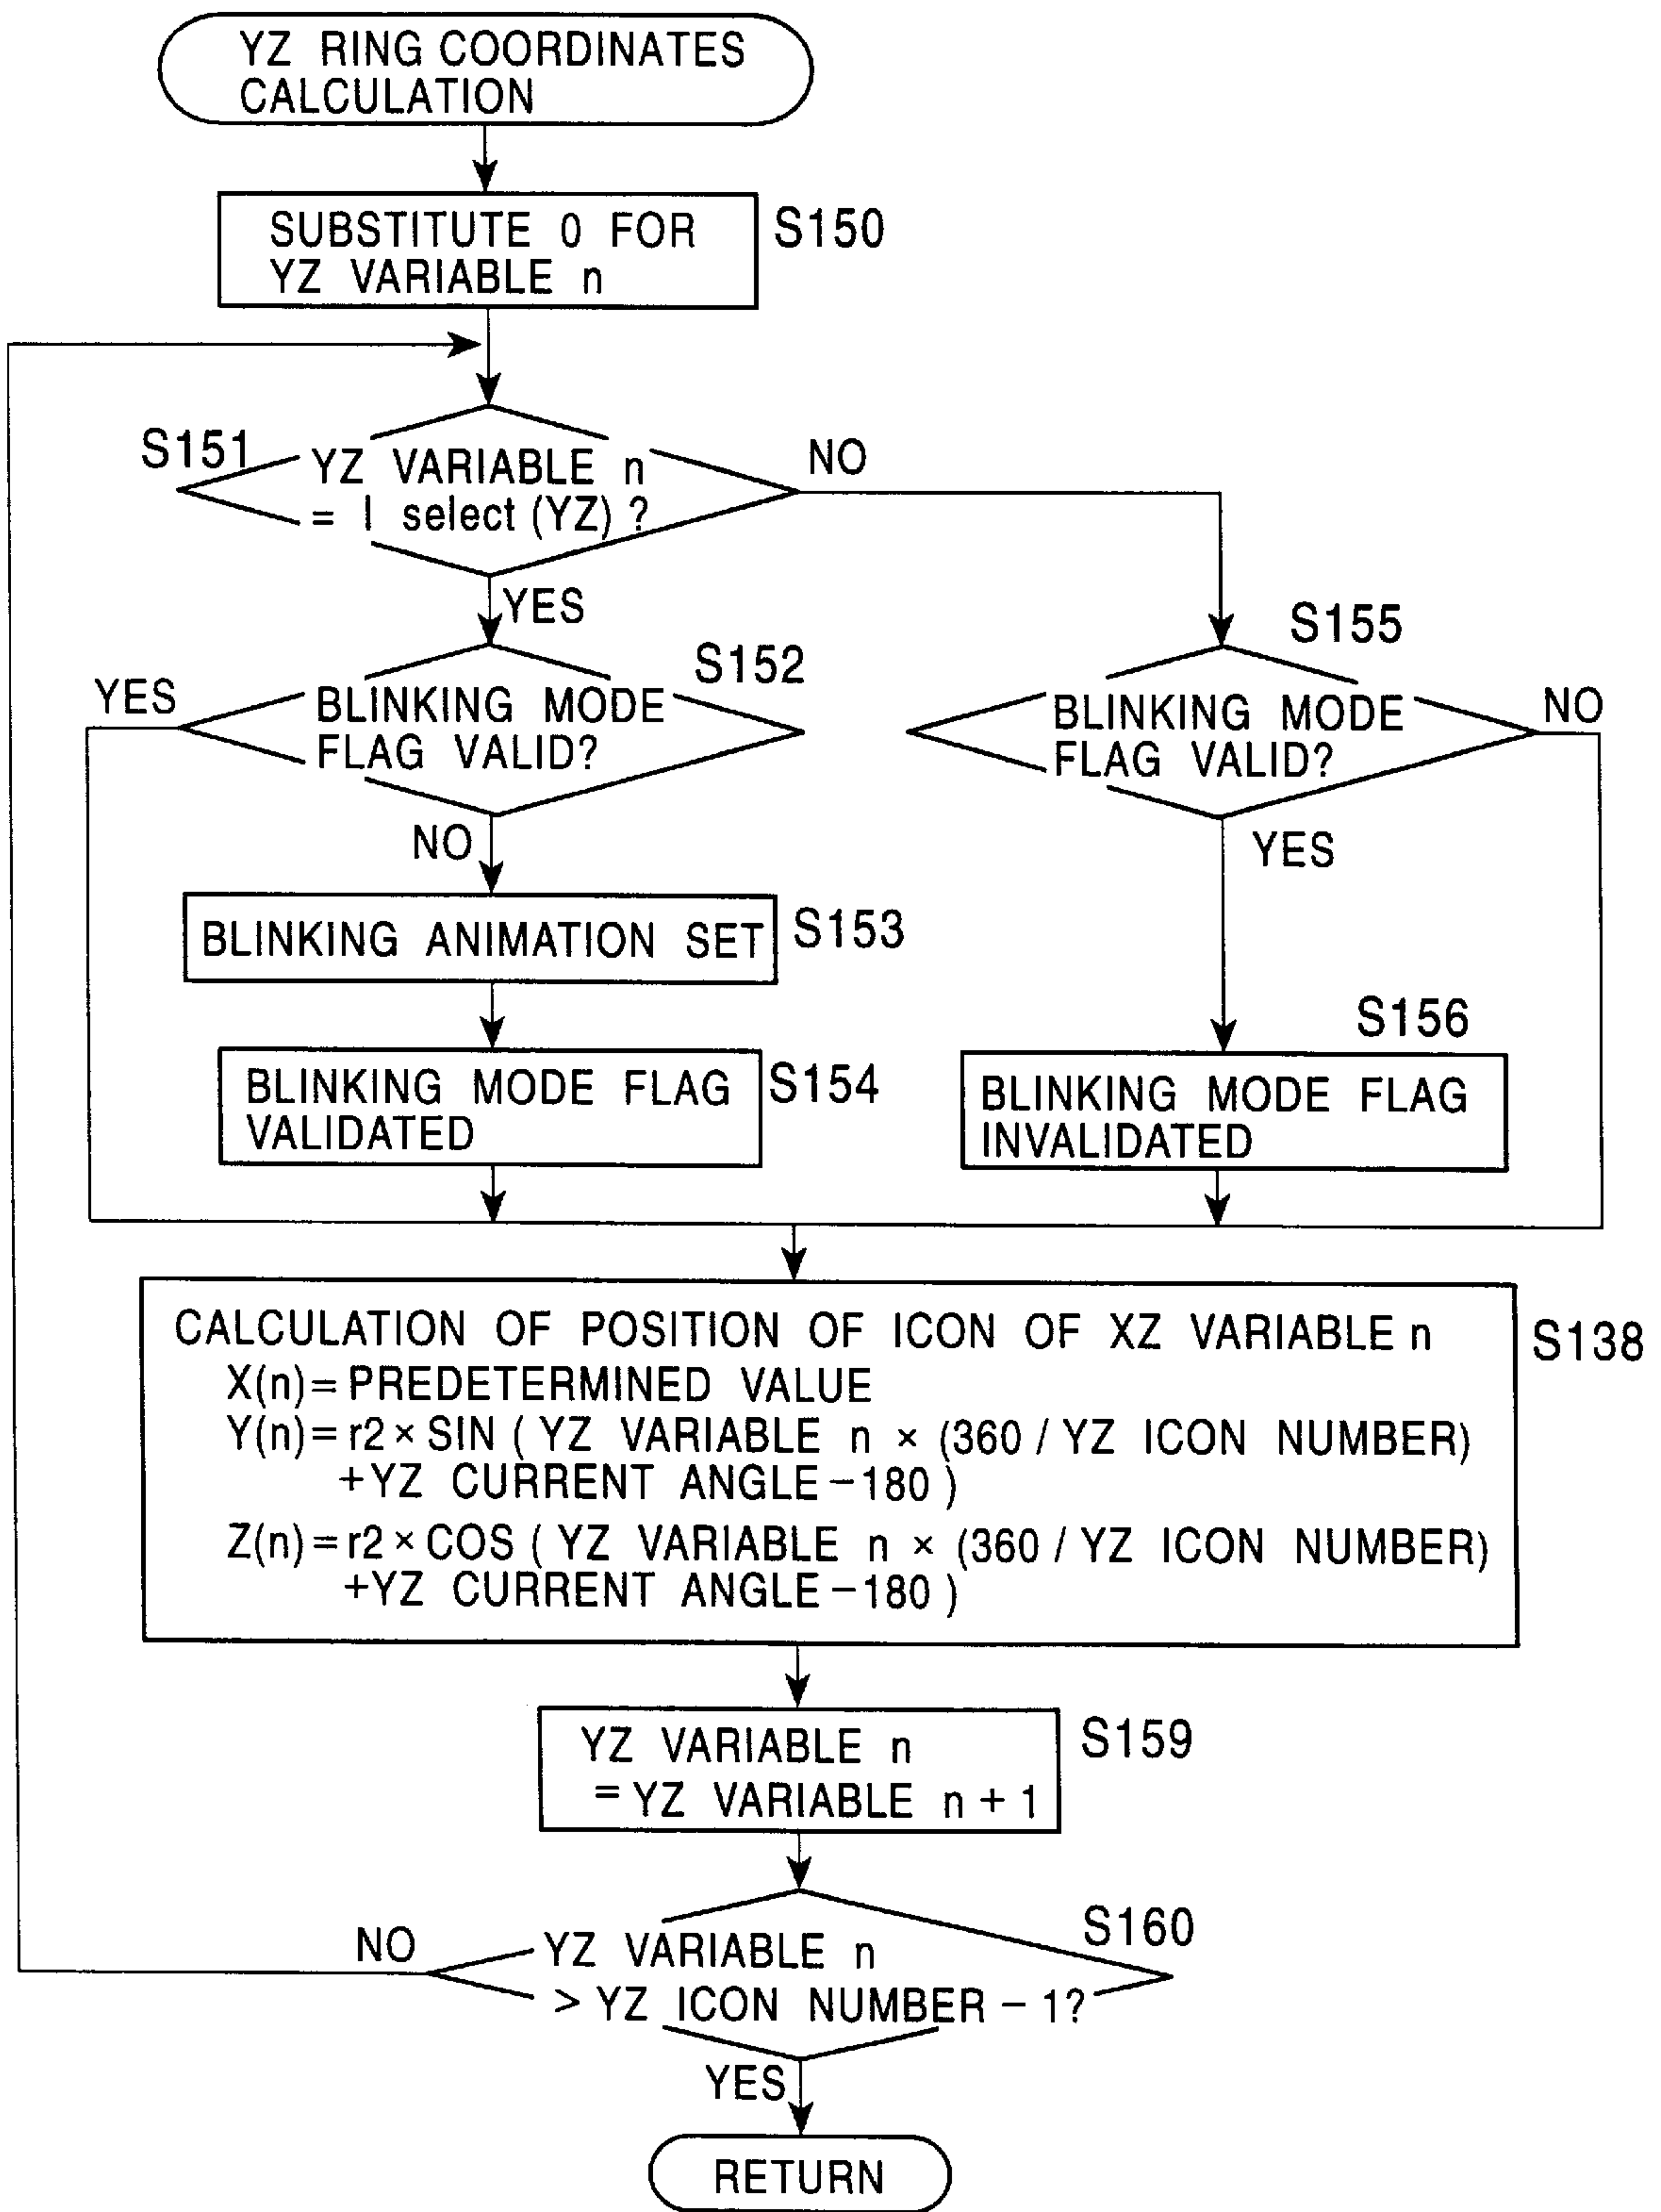 YZ RING COORDINATES
CALCULATION
SUBSTITUTE 0 FOR
YZ VARIABLE n
S150
S151
YZ VARIABLE n
= I select (YZ) ?
NO
YES
S152
S155
YES
BLINKING MODE
FLAG VALID?
BLINKING MODE
FLAG VALID?
NO
NO
YES
BLINKING ANIMATION SET
S153
S156
BLINKING MODE FLAG
VALIDATED
S154
BLINKING MODE FLAG
INVALIDATED
CALCULATION OF POSITION OF ICON OF XZ VARIABLE n
S138
X(n)= PREDETERMINED VALUE
Y(n)= r2 × SIN ( YZ VARIABLE n × (360 / YZ ICON NUMBER)
+YZ CURRENT ANGLE −180 )
Z(n)= r2 × COS ( YZ VARIABLE n × (360 / YZ ICON NUMBER)
+YZ CURRENT ANGLE −180 )
YZ VARIABLE n
= YZ VARIABLE n + 1
S159
S160
NO
YZ VARIABLE n
> YZ ICON NUMBER − 1?
YES
RETURN